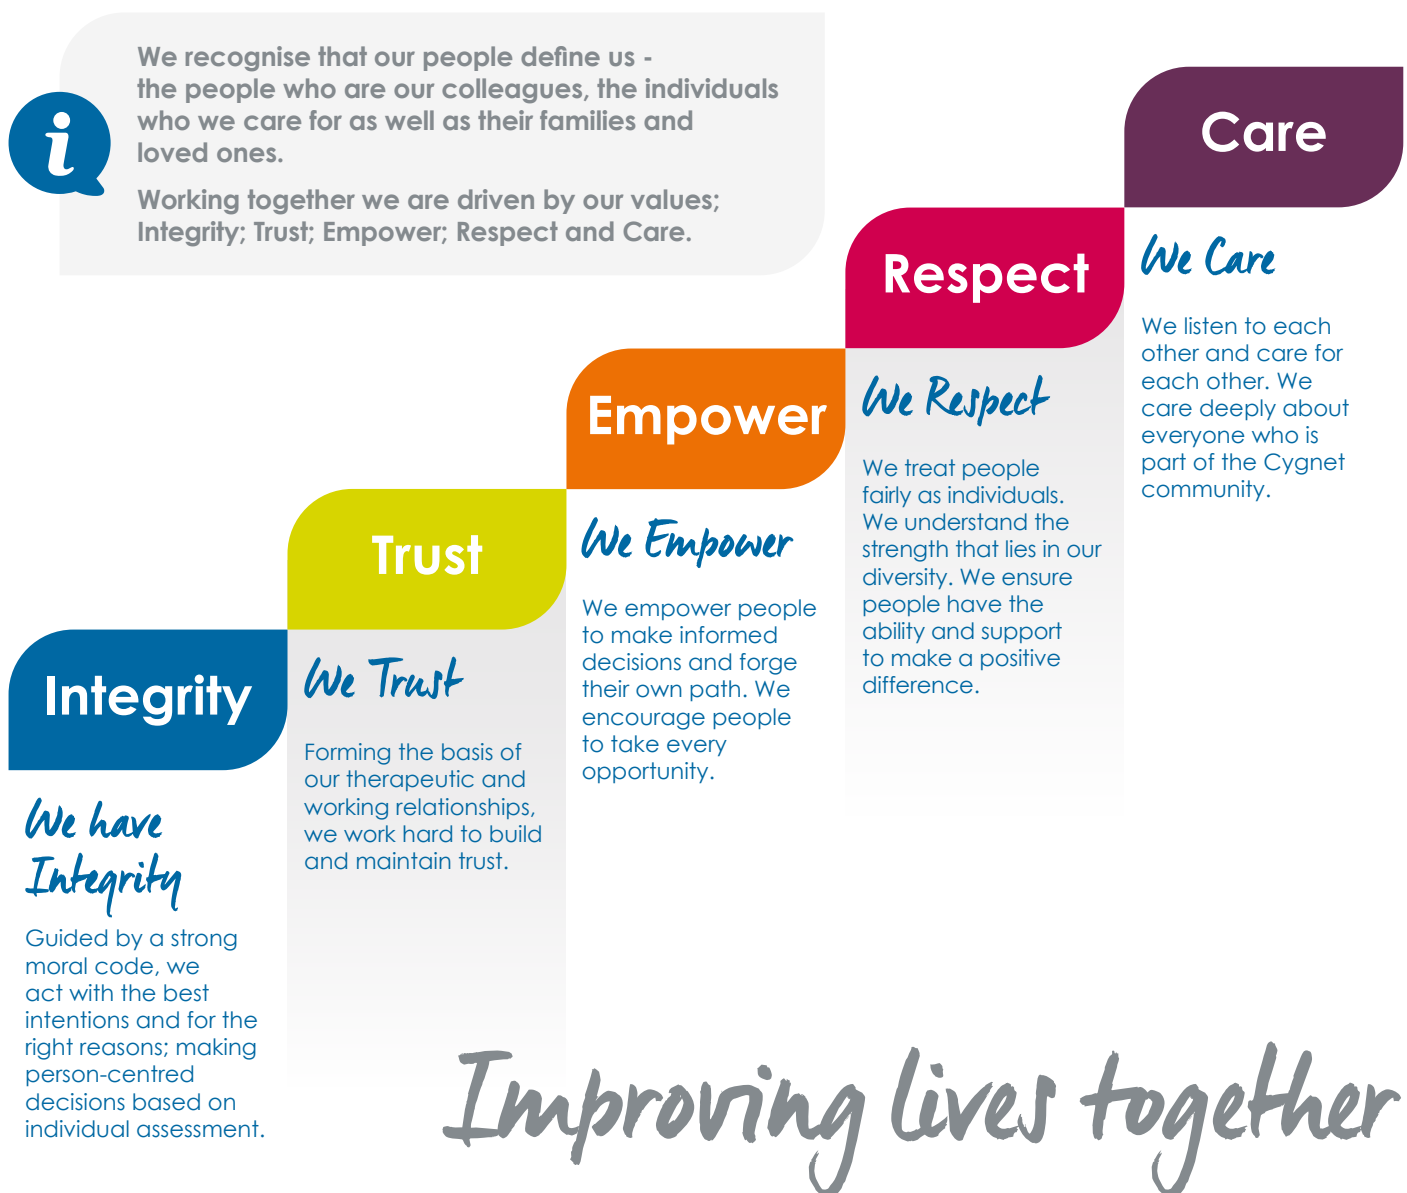 We recognise that our people define us -
the people who are our colleagues, the individuals
who we care for as well as their families and
loved ones.
Working together we are driven by our values;
Integrity; Trust; Empower; Respect and Care.
Integrity
We have
Integrity
Guided by a strong
moral code, we
act with the best
intentions and for the
right reasons; making
person-centred
decisions based on
individual assessment.
Trust
We Trust
Forming the basis of
our therapeutic and
working relationships,
we work hard to build
and maintain trust.
Empower
We Empower
We empower people
to make informed
decisions and forge
their own path. We
encourage people
to take every
opportunity.
Respect
We Respect
We treat people
fairly as individuals.
We understand the
strength that lies in our
diversity. We ensure
people have the
ability and support
to make a positive
difference.
Care
We Care
We listen to each
other and care for
each other. We
care deeply about
everyone who is
part of the Cygnet
community.
Improving lives together